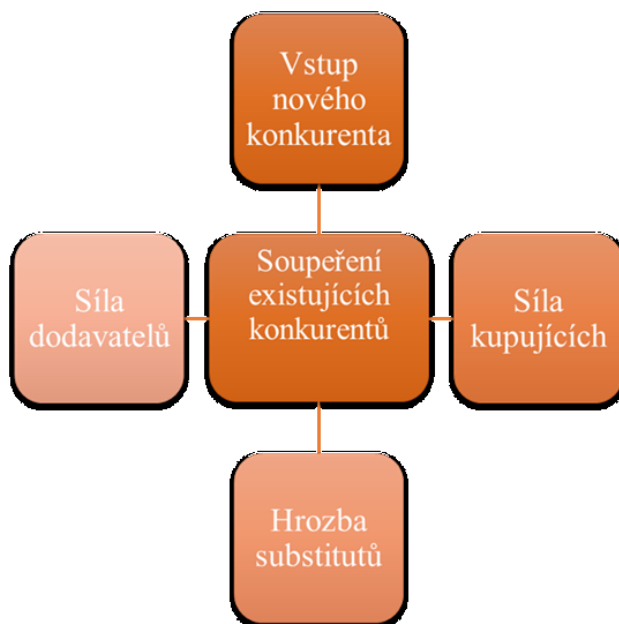 Vstup
nového
konkurenta
Síla
dodavatelů
Soupeření
existujících
konkurentů
Síla
kupujících
Hrozba
substitutů